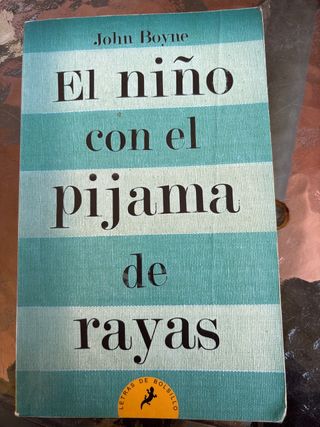 John Boyne
El niño
con el
pijama
de
rayas
LETRAS DE BOLSILLO